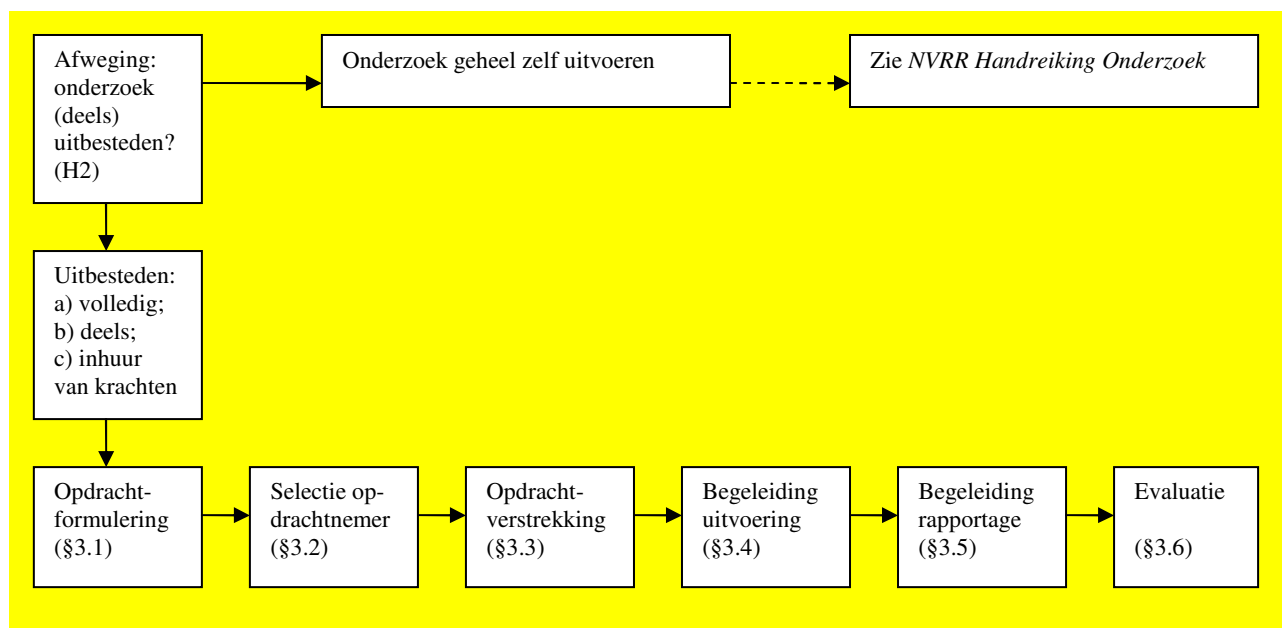 Afweging:
onderzoek
(deels)
uitbesteden?
(H2)
Onderzoek geheel zelf uitvoeren
Zie NVRR Handreiking Onderzoek
Uitbesteden:
a) volledig;
b) deels;
c) inhuur
van krachten
Opdracht-
formulering
(§3.1)
Selectie op-
drachtnemer
(§3.2)
Opdracht-
verstrekking
(§3.3)
Begeleiding
uitvoering
(§3.4)
Begeleiding
rapportage
(§3.5)
Evaluatie
(§3.6)